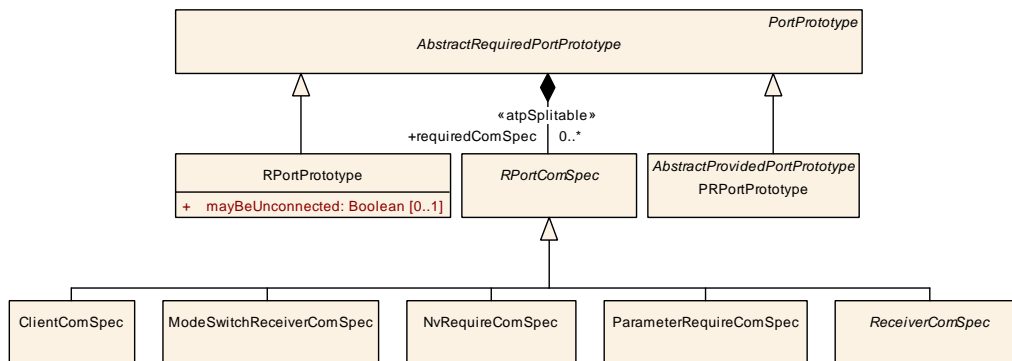 PortPrototype
AbstractRequiredPortPrototype
«atpSplitable»
+requiredComSpec 0..*
RPortPrototype
+ mayBeUnconnected: Boolean [0..1]
RPortComSpec
AbstractProvidedPortPrototype
PRPortPrototype
ClientComSpec
ModeSwitchReceiverComSpec
NvRequireComSpec
ParameterRequireComSpec
ReceiverComSpec